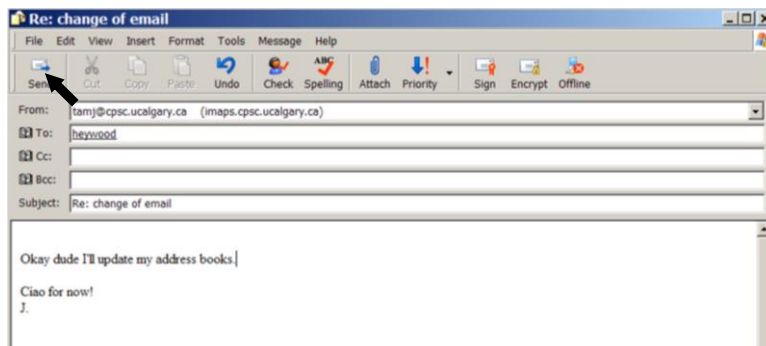 Re: change of email
File Edit View Insert Format Tools Message Help
Send Cut Copy Paste Undo Check Spelling Attach Priority Sign Encrypt Offline
From: tamj@cpsc.ucalgary.ca (imaps.cpsc.ucalgary.ca)
To: heywood
Cc:
Bcc:
Subject: Re: change of email
Okay dude I'll update my address books.
Ciao for now!
J.